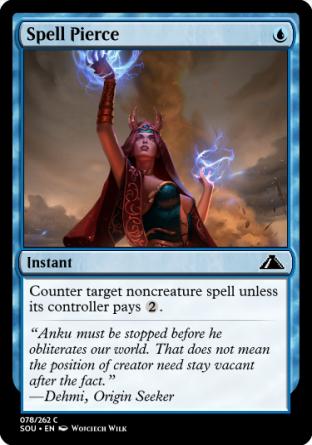 Spell Pierce
Instant
Counter target noncreature spell unless
its controller pays 2.
“Anku must be stopped before he
obliterates our world. That does not mean
the position of creator need stay vacant
after the fact.”
—Dehmi, Origin Seeker
078/262 C
SOU • EN Wojciech Wilk